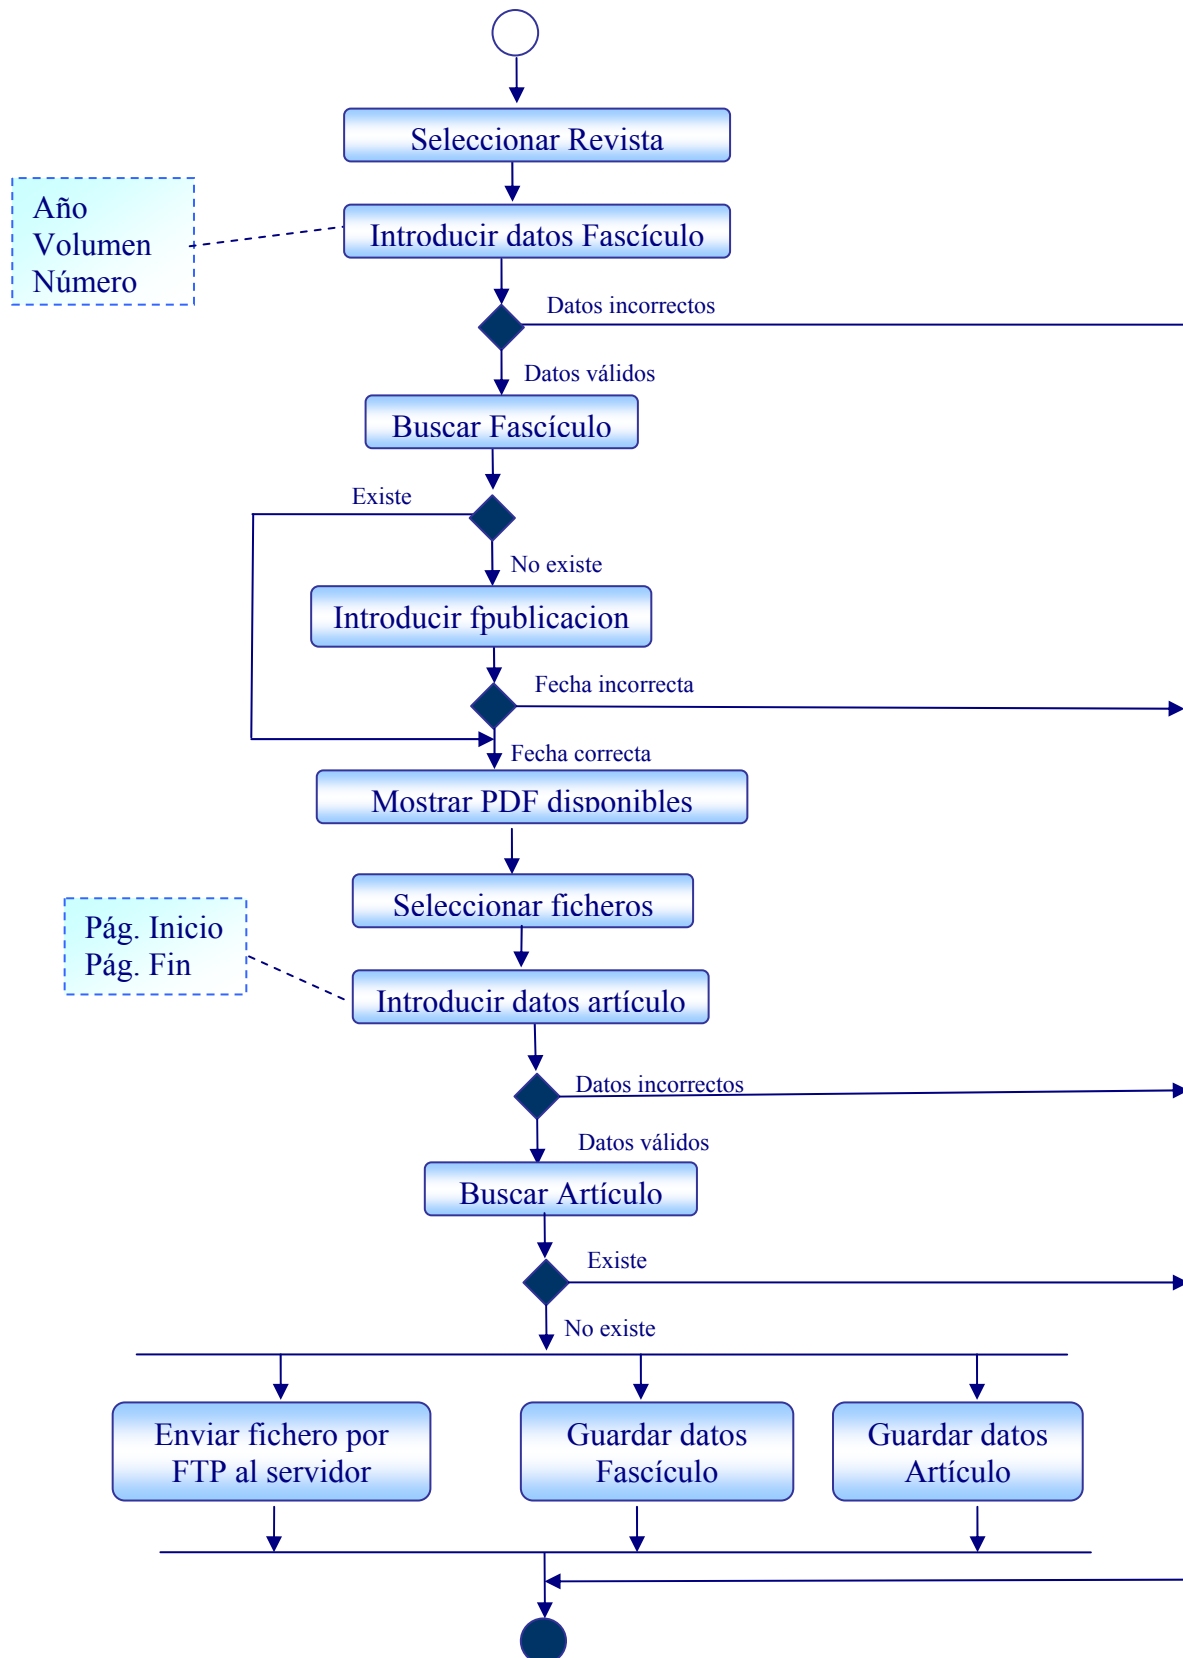 Seleccionar Revista
Año
Volumen
Número
Introducir datos Fascículo
Datos incorrectos
Datos válidos
Buscar Fascículo
Existe
No existe
Introducir fpublicacion
Fecha incorrecta
Fecha correcta
Mostrar PDF disponibles
Seleccionar ficheros
Pág. Inicio
Pág. Fin
Introducir datos artículo
Datos incorrectos
Datos válidos
Buscar Artículo
Existe
No existe
Enviar fichero por
FTP al servidor
Guardar datos
Fascículo
Guardar datos
Artículo